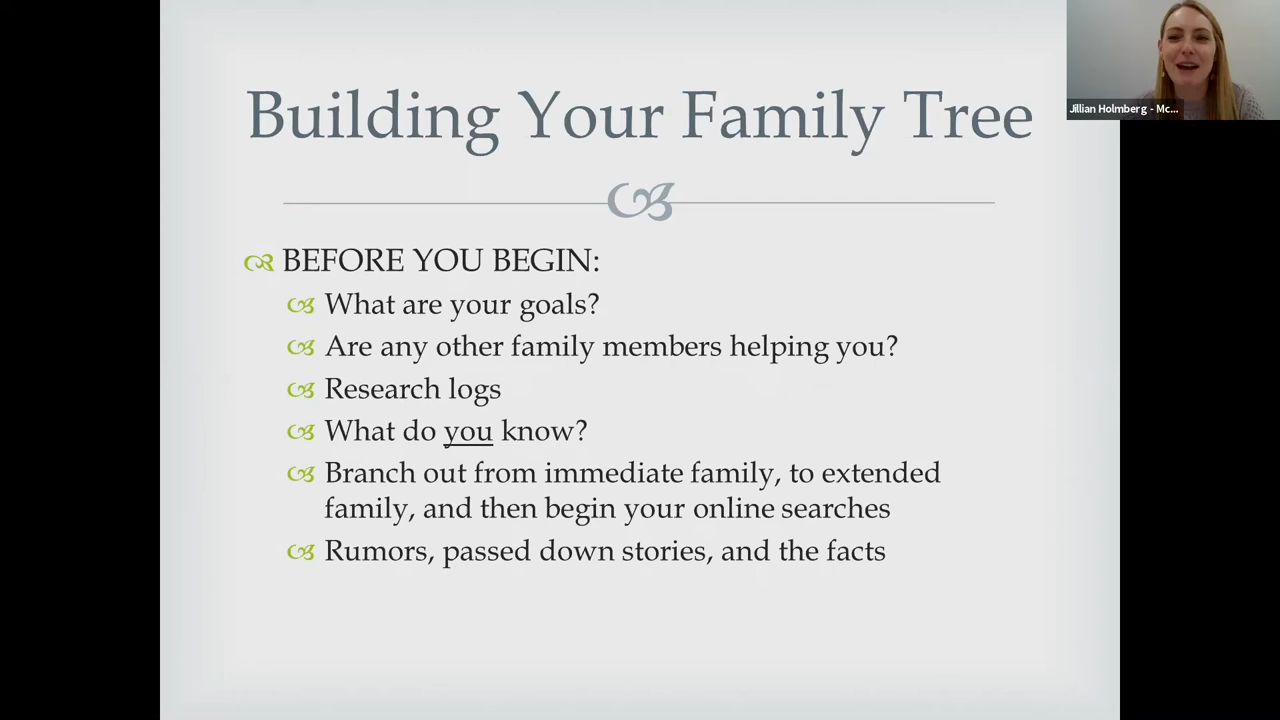 Building Your Family Tree
Jillian Holmberg - Mc...
BEFORE YOU BEGIN:
What are your goals?
Are any other family members helping you?
Research logs
What do you know?
Branch out from immediate family, to extended
family, and then begin your online searches
Rumors, passed down stories, and the facts